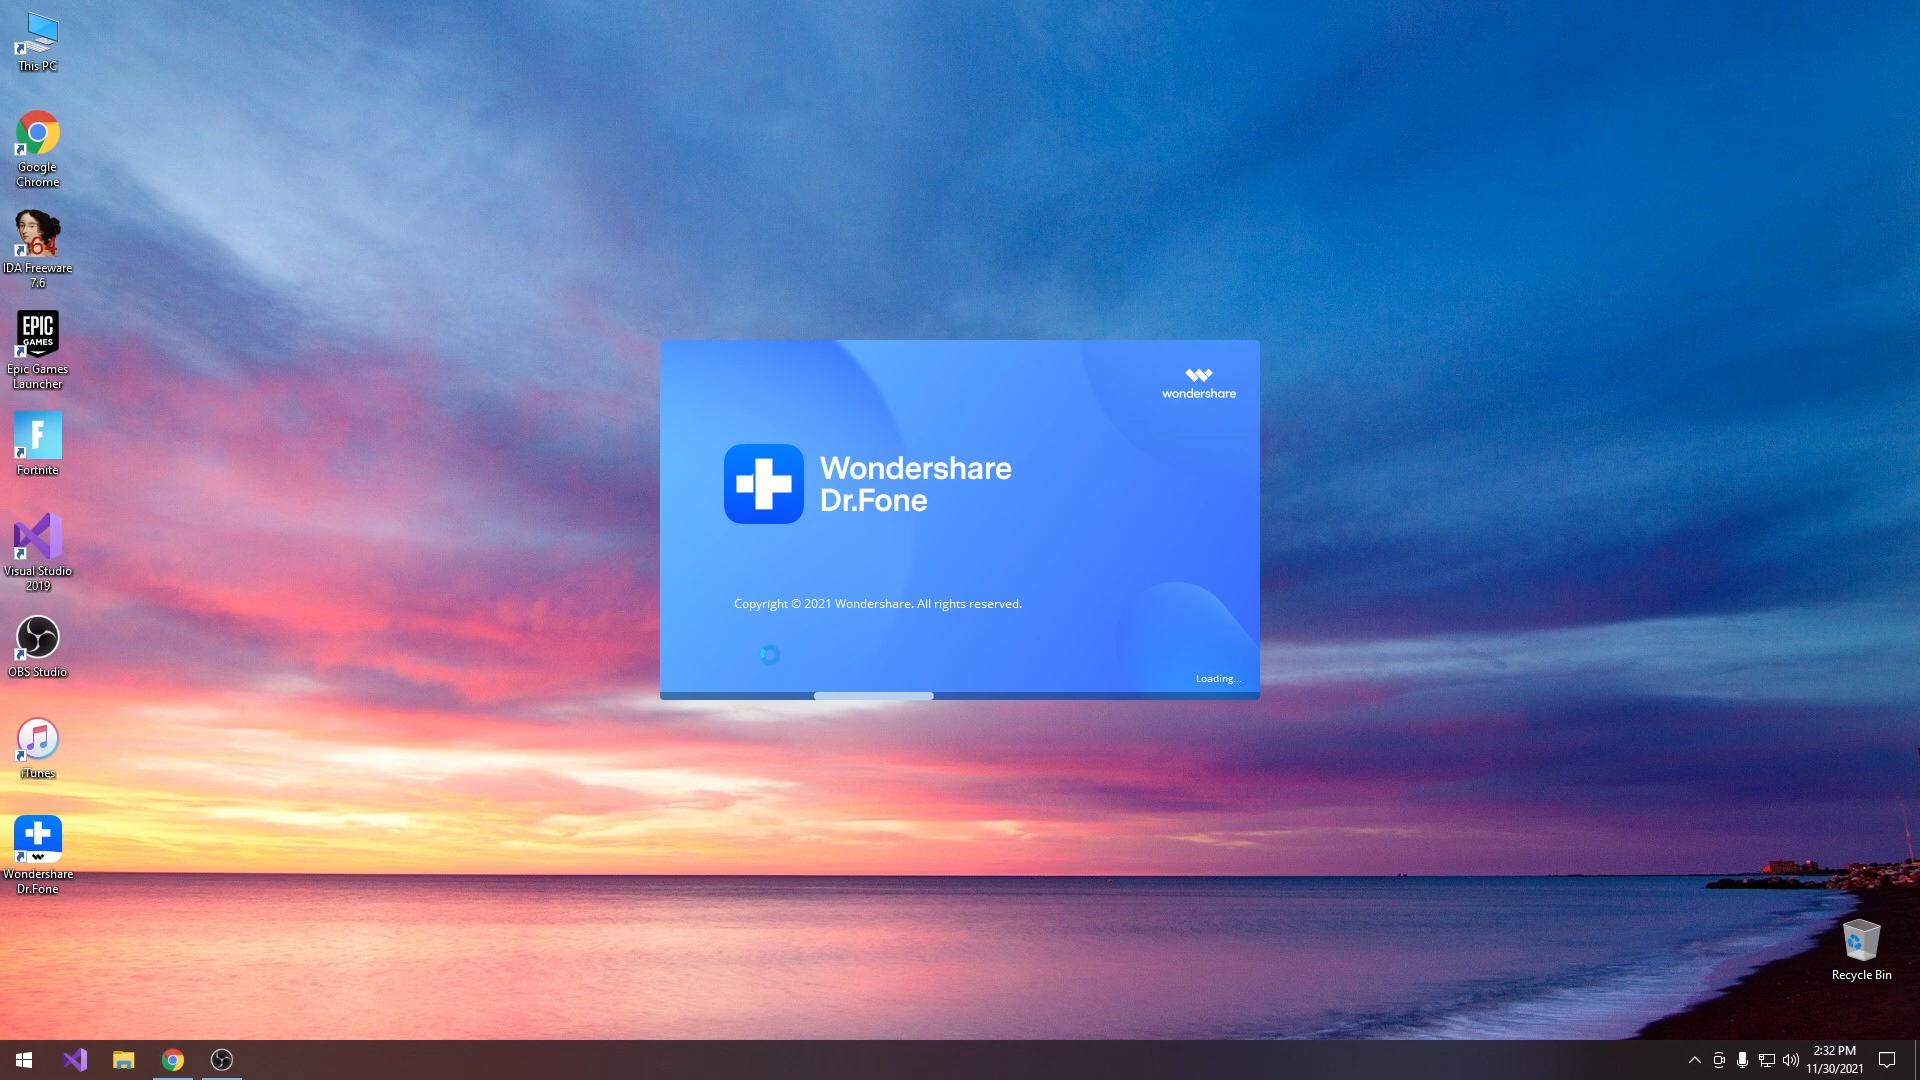 This PC
Google
Chrome
64
IDA Freeware
7.6
EPIC
GAMES
Epic Games
Launcher
F
Fortnite
Visual Studio
2019
OBS Studio
iTunes
Wondershare
Dr.Fone
wondershare
Wondershare
Dr.Fone
Copyright © 2021 Wondershare. All rights reserved.
Loading...
Recycle Bin
2:32 PM
11/30/2021